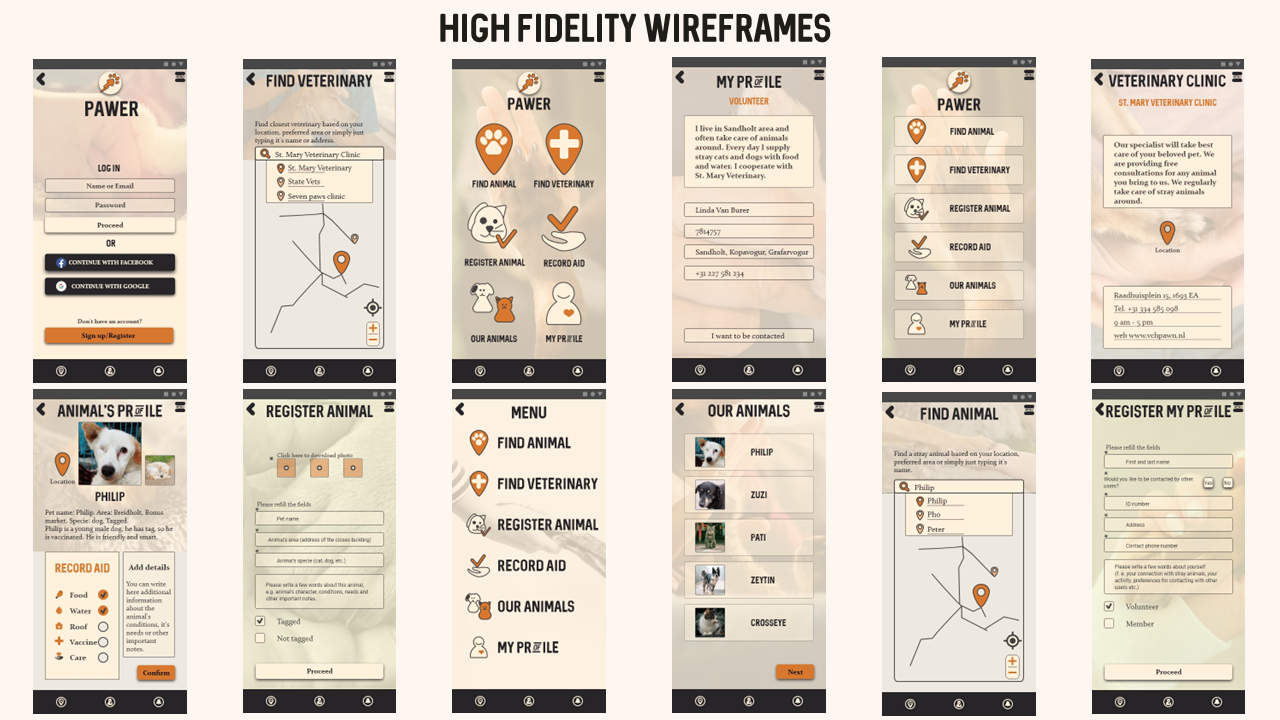 HIGH FIDELITY WIREFRAMES
PAWER
LOG IN
Name or Email
Password
Proceed
OR
CONTINUE WITH FACEBOOK
G CONTINUE WITH GOOGLE
Don't have an account?
Sign up/Register
FIND VETERINARY
Find closest veterinary based on your
location, preferred area or simply just
typing it's name or address.
St. Mary Veterinary Clinic
St. Mary Veterinary
State Vets
Seven paws clinic
PAWER
FIND ANIMAL
FIND VETERINARY
REGISTER ANIMAL
RECORD AID
OUR ANIMALS
MY PROFILE
MY PROFILE
VOLUNTEER
I live in Sandholt area and
often take care of animals
around. Every day I supply
stray cats and dogs with food
and water. I cooperate with
St. Mary Veterinary.
Linda Van Burer
7814757
Sandholt, Kopavogur, Grafarvogur
+31 227 581 234
I want to be contacted
PAWER
FIND ANIMAL
FIND VETERINARY
REGISTER ANIMAL
RECORD AID
OUR ANIMALS
MY PROFILE
VETERINARY CLINIC
ST. MARY VETERINARY CLINIC
Our specialist will take best
care of your beloved pet. We
are providing free
consultations for any animal
you bring to us. We regularly
take care of stray animals
around.
Location
Raadhuisplein 15, 1693 EA
Tel. +31 334 585 098
9 am - 5 pm
web www.vchpawn.nl
ANIMAL'S PROFILE
Location
PHILIP
Pet name: Philip. Area: Breidholt, Bonus
market. Specie: dog. Tagged.
Philip is a young male dog, he has tag, so he
is vaccinated. He is friendly and smart.
RECORD AID
Food
Water
Roof
Vaccine
Care
Add details
You can write
here additional
information
about the
animal's
conditions, it's
needs or other
important
notes.
Confirm
REGISTER ANIMAL
Click here to download photo
Please refill the fields
Pet name
Animal's area (address of the closes building)
Animal's specie (cat, dog, etc.)
Please write a few words about this animal,
e.g. animal's character, conditions, needs and
other important notes.
Tagged
Not tagged
Proceed
MENU
FIND ANIMAL
FIND VETERINARY
REGISTER ANIMAL
RECORD AID
OUR ANIMALS
MY PROFILE
OUR ANIMALS
PHILIP
ZUZI
PATI
ZEYTIN
CROSSEYE
Next
FIND ANIMAL
Find a stray animal based on your location,
preferred area or simply just typing it's
name.
Philip
Philip
Pho
Peter
REGISTER MY PROFILE
Please refill the fields
First and last name
Would you like to be contacted by other
users?
Yes
No
ID number
Address
Contact phone number
Please write a few words about yourself
(f. e. your connection with stray animals, your
activity, preferences for contacting with other
users etc.)
Volunteer
Member
Proceed